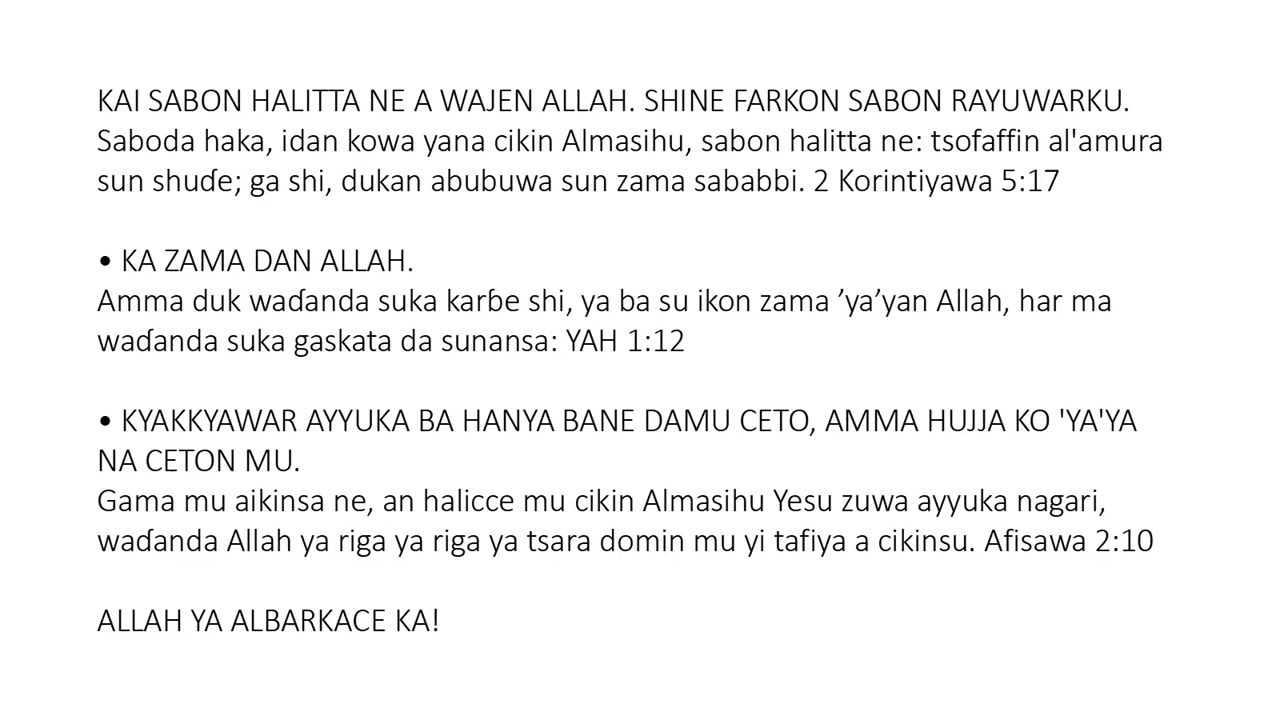 KAI SABON HALITTA NE A WAJEN ALLAH. SHINE FARKON SABON RAYUWARKU.
Saboda haka, idan kowa yana cikin Almasihu, sabon halitta ne: tsofaffin al'amura
sun shuɗe; ga shi, dukan abubuwa sun zama sababbi. 2 Korintiyawa 5:17
• KA ZAMA DAN ALLAH.
Amma duk waɗanda suka karɓe shi, ya ba su ikon zama ’ya’yan Allah, har ma
waɗanda suka gaskata da sunansa: YAH 1:12
• KYAKKYAWAR AYYUKA BA HANYA BANE DAMU CETO, AMMA HUJJA KO 'YA'YA
NA CETON MU.
Gama mu aikinsa ne, an halicce mu cikin Almasihu Yesu zuwa ayyuka nagari,
waɗanda Allah ya riga ya riga ya tsara domin mu yi tafiya a cikinsu. Afisawa 2:10
ALLAH YA ALBARKACE KA!